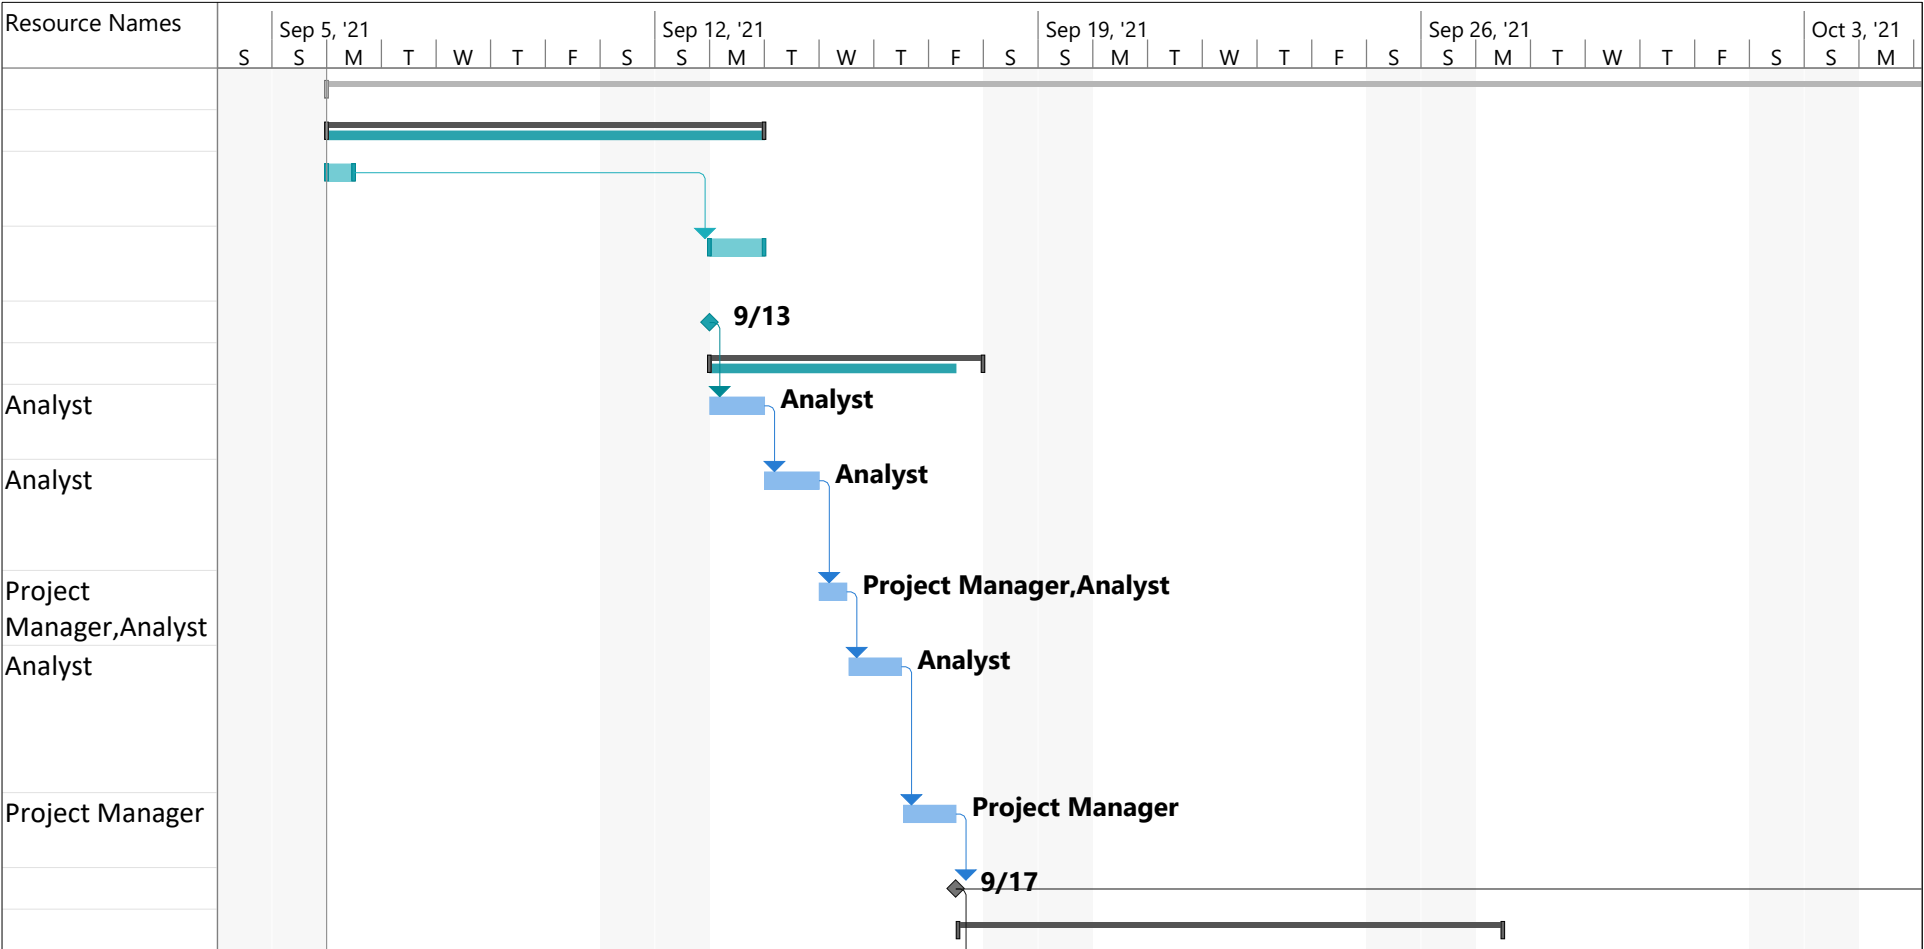 Resource Names
Sep 5, '21 Sep 12, '21 Sep 19, '21 Sep 26, '21 Oct 3, '21
S S M T W T F S S M T W T F S S M T W T F S S M T W T F S S M
9/13
Analyst Analyst
Analyst Analyst
Project Project Manager,Analyst
Manager,Analyst
Analyst Analyst
Project Manager Project Manager
9/17